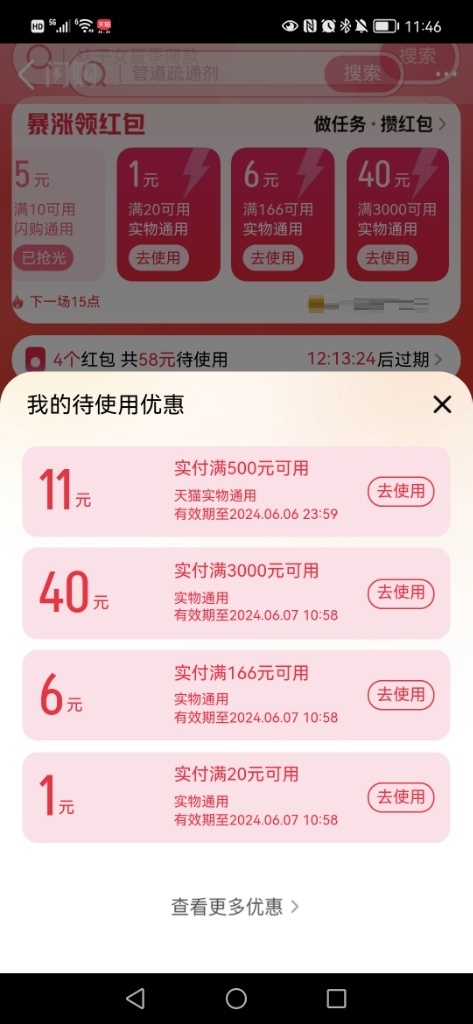 HD 5G 6 天猫 11:46
袜子女夏季薄款 搜索
闪购 管道疏通剂 搜索
暴涨领红包 做任务·攒红包
5元
满10可用
闪购通用
已抢光
1元
满20可用
实物通用
去使用
6元
满166可用
实物通用
去使用
40元
满3000可用
实物通用
去使用
下一场15点
4个红包 共58元待使用 12:13:24后过期
我的待使用优惠
11元
实付满500元可用
天猫实物通用
有效期至2024.06.06 23:59
去使用
40元
实付满3000元可用
实物通用
有效期至2024.06.07 10:58
去使用
6元
实付满166元可用
实物通用
有效期至2024.06.07 10:58
去使用
1元
实付满20元可用
实物通用
有效期至2024.06.07 10:58
去使用
查看更多优惠